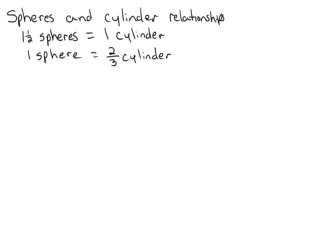 Spheres and cylinder relationship
1½ spheres = 1 cylinder
1 sphere = 2/3 cylinder